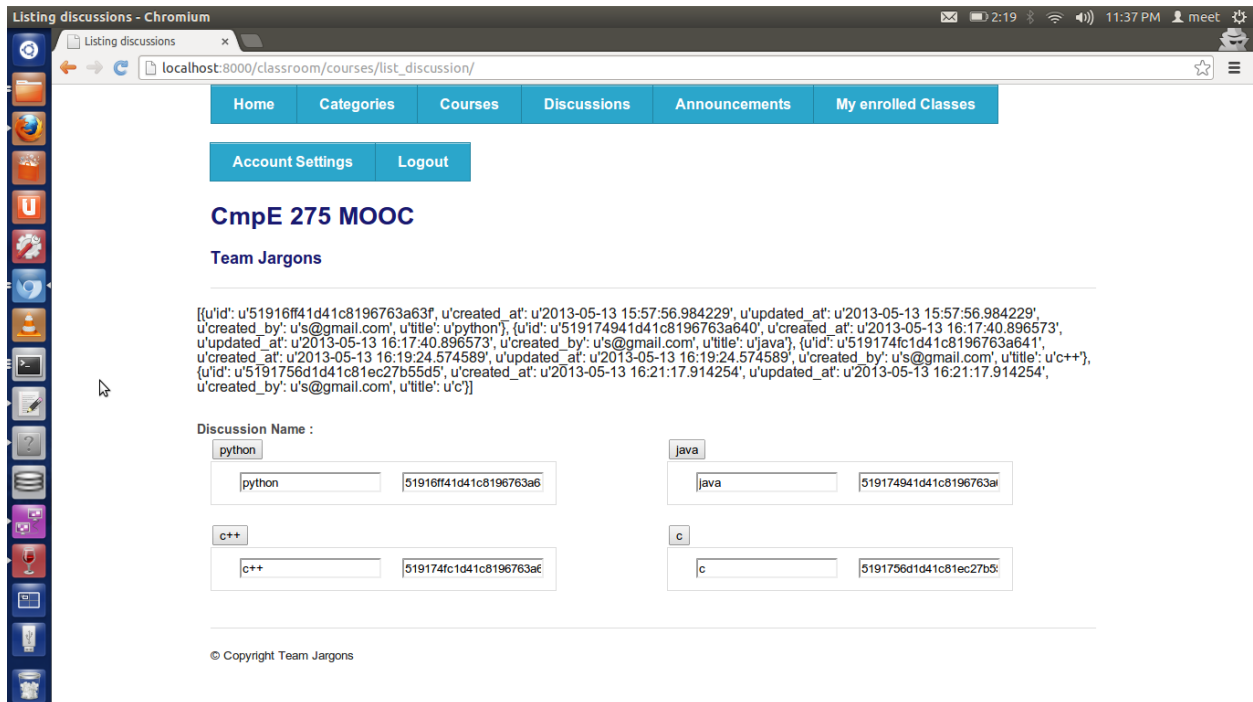 Listing discussions - Chromium
2:19
11:37 PM
meet
Listing discussions
localhost:8000/classroom/courses/list_discussion/
Home
Categories
Courses
Discussions
Announcements
My enrolled Classes
Account Settings
Logout
CmpE 275 MOOC
Team Jargons
[{u'id': u'51916ff41d41c8196763a63f', u'created_at': u'2013-05-13 15:57:56.984229', u'updated_at': u'2013-05-13 15:57:56.984229',
u'created_by': u's@gmail.com', u'title': u'python'}, {u'id': u'519174941d41c8196763a640', u'created_at': u'2013-05-13 16:17:40.896573',
u'updated_at': u'2013-05-13 16:17:40.896573', u'created_by': u's@gmail.com', u'title': u'java'}, {u'id': u'519174fc1d41c8196763a641',
u'created_at': u'2013-05-13 16:19:24.574589', u'updated_at': u'2013-05-13 16:19:24.574589', u'created_by': u's@gmail.com', u'title': u'c++'},
{u'id': u'5191756d1d41c81ec27b55d5', u'created_at': u'2013-05-13 16:21:17.914254', u'updated_at': u'2013-05-13 16:21:17.914254',
u'created_by': u's@gmail.com', u'title': u'c'}]
Discussion Name :
python
java
python
51916ff41d41c8196763a6
java
519174941d41c8196763a
c++
c
c++
519174fc1d41c8196763a6
c
5191756d1d41c81ec27b5
© Copyright Team Jargons